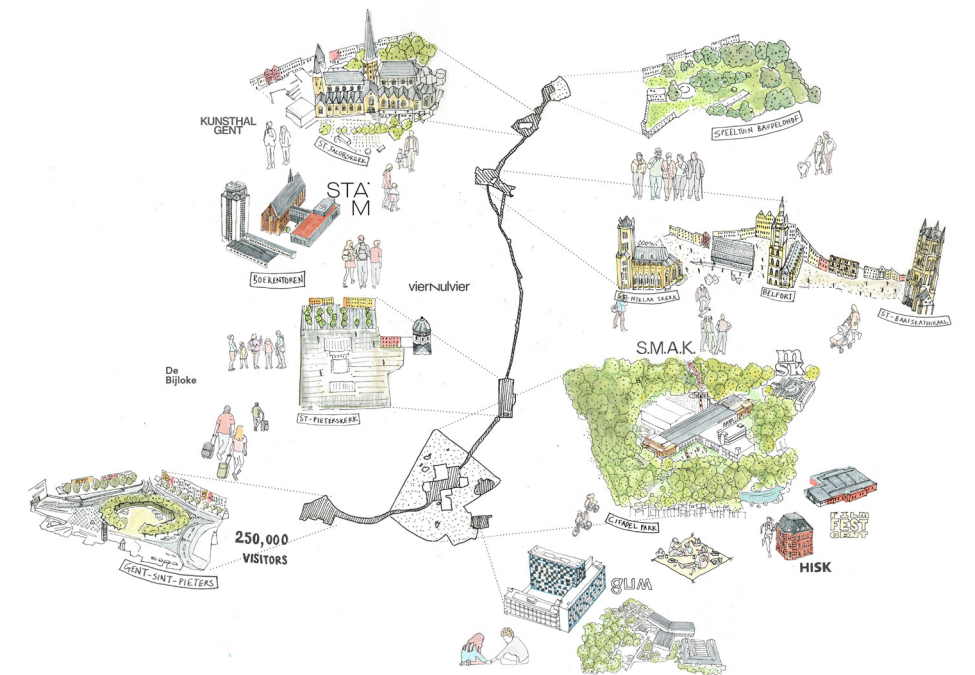 KUNSTHAL
GENT
ST JACOBSKERK
SPEELTUIN BAUDELOHOF
STA
M
BOEKENTOREN
vierNulvier
ST-NIKLAASKERK
BELFORT
ST-BAAFSKATHEDRAAL
S.M.A.K.
m
sk
De
Bijloke
ST-PIETERSKERK
CITADEL PARK
FILM
FEST
GENT
HISK
250,000
VISITORS
GENT-SINT-PIETERS
gum